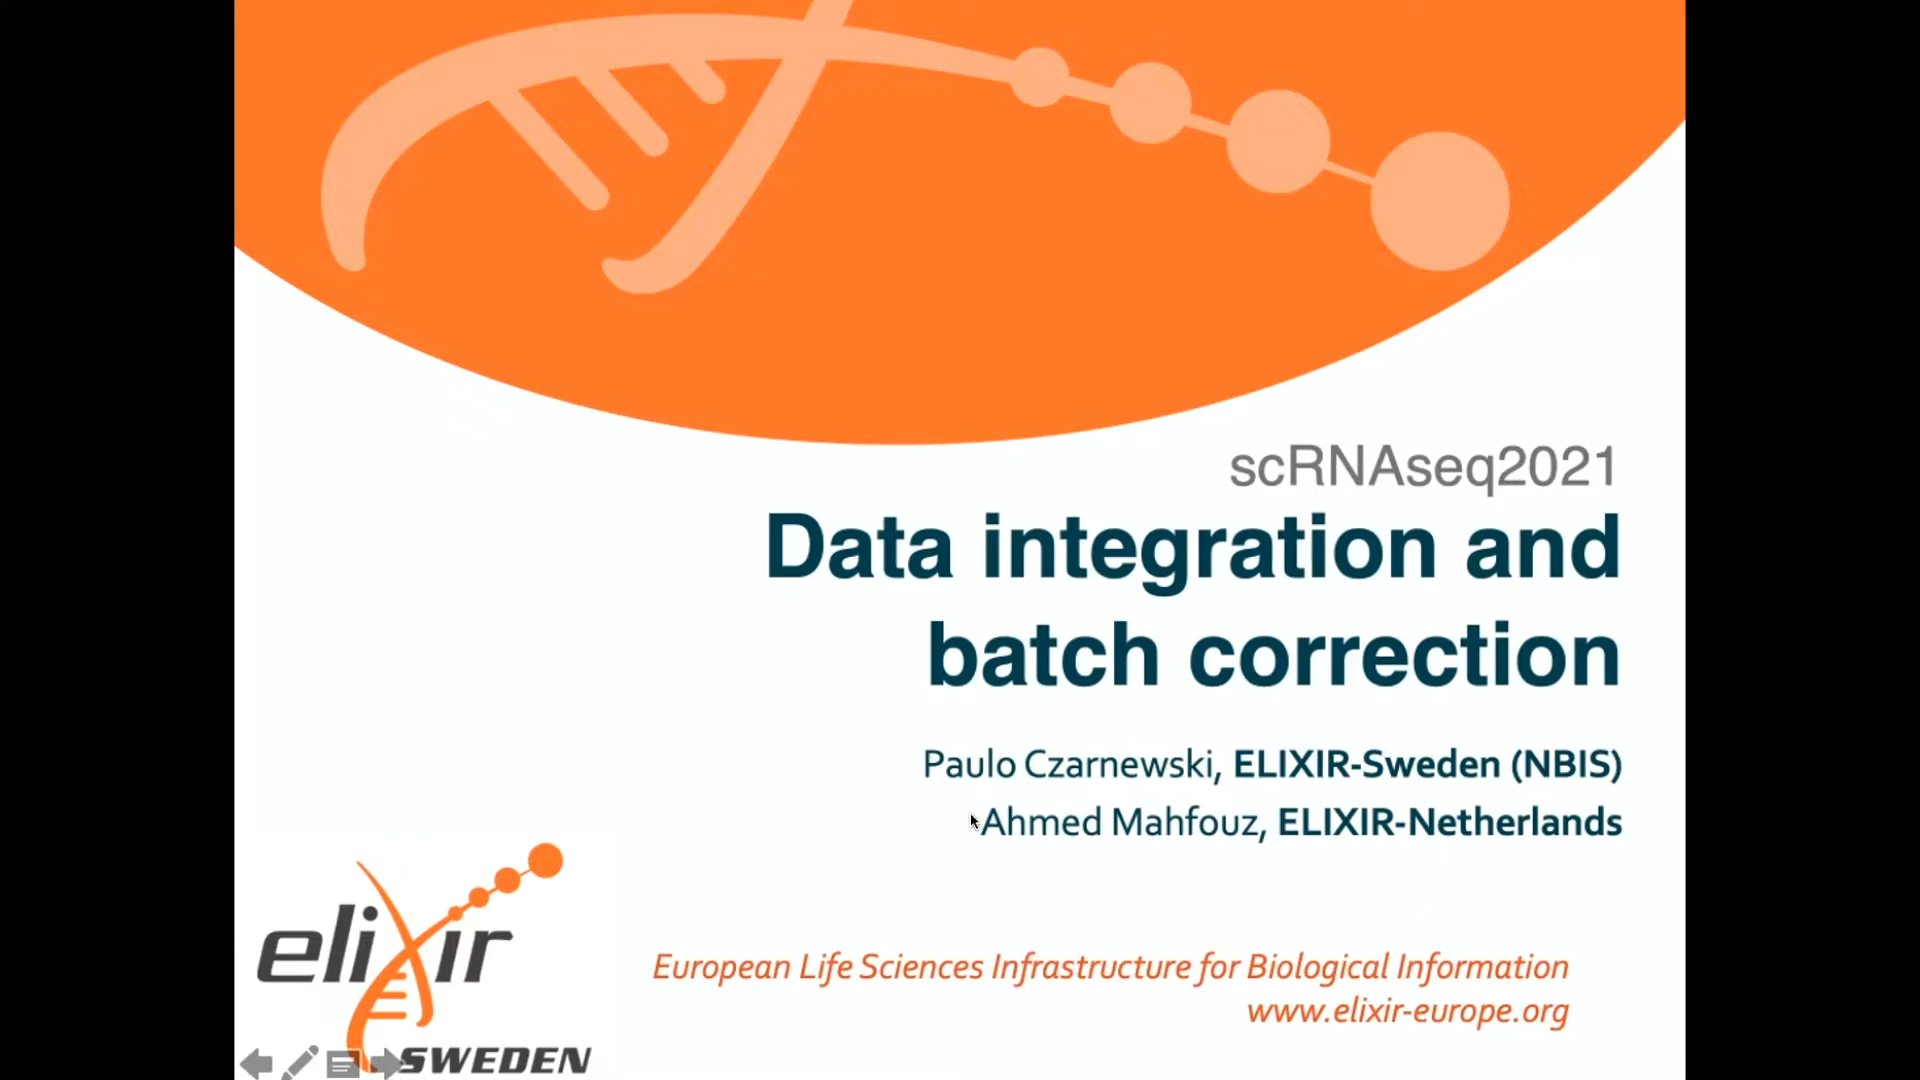 scRNAseq2021
Data integration and
batch correction
Paulo Czarnewski, ELIXIR-Sweden (NBIS)
Ahmed Mahfouz, ELIXIR-Netherlands
elixir
SWEDEN
European Life Sciences Infrastructure for Biological Information
www.elixir-europe.org